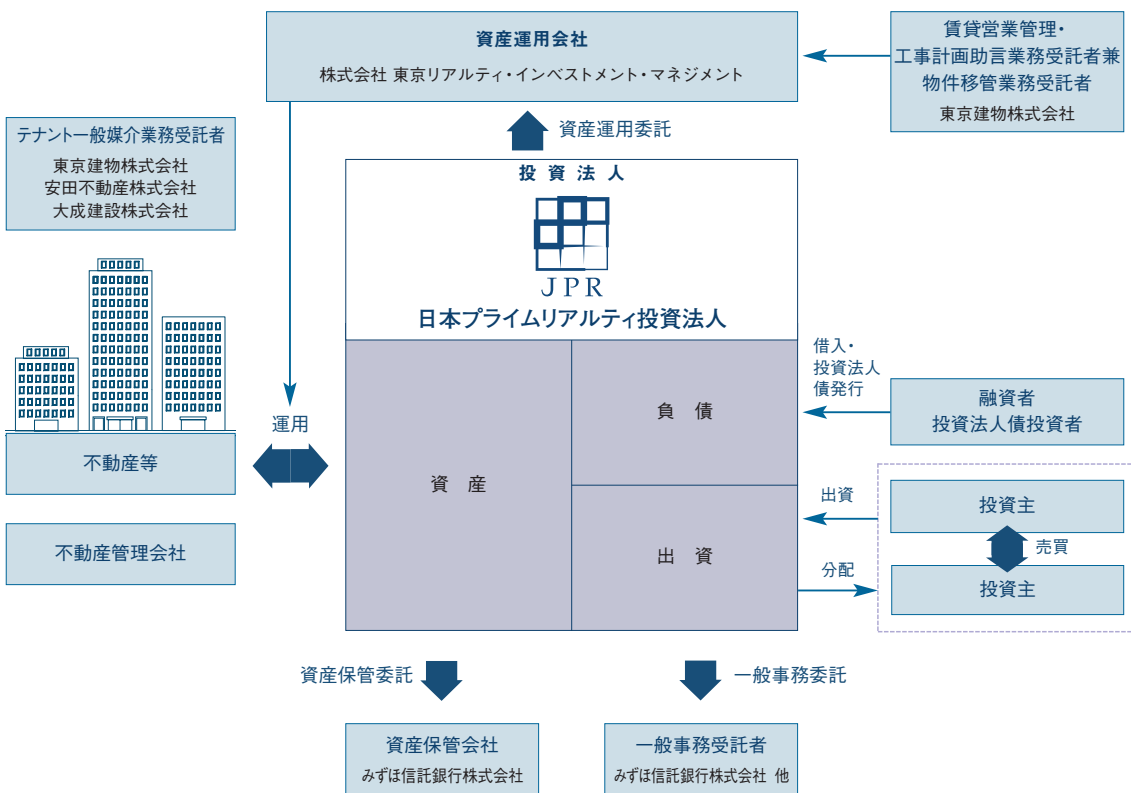 資産運用会社
株式会社 東京リアルティ・インベストメント・マネジメント
賃貸営業管理・
工事計画助言業務受託者兼
物件移管業務受託者
東京建物株式会社
資産運用委託
テナント一般媒介業務受託者
東京建物株式会社
安田不動産株式会社
大成建設株式会社
投資法人
JPR
日本プライムリアルティ投資法人
借入・
投資法人
債発行
融資者
投資法人債投資者
負債
運用
不動産等
資産
出資
投資主
売買
投資主
出資
分配
不動産管理会社
資産保管委託
一般事務委託
資産保管会社
みずほ信託銀行株式会社
一般事務受託者
みずほ信託銀行株式会社 他